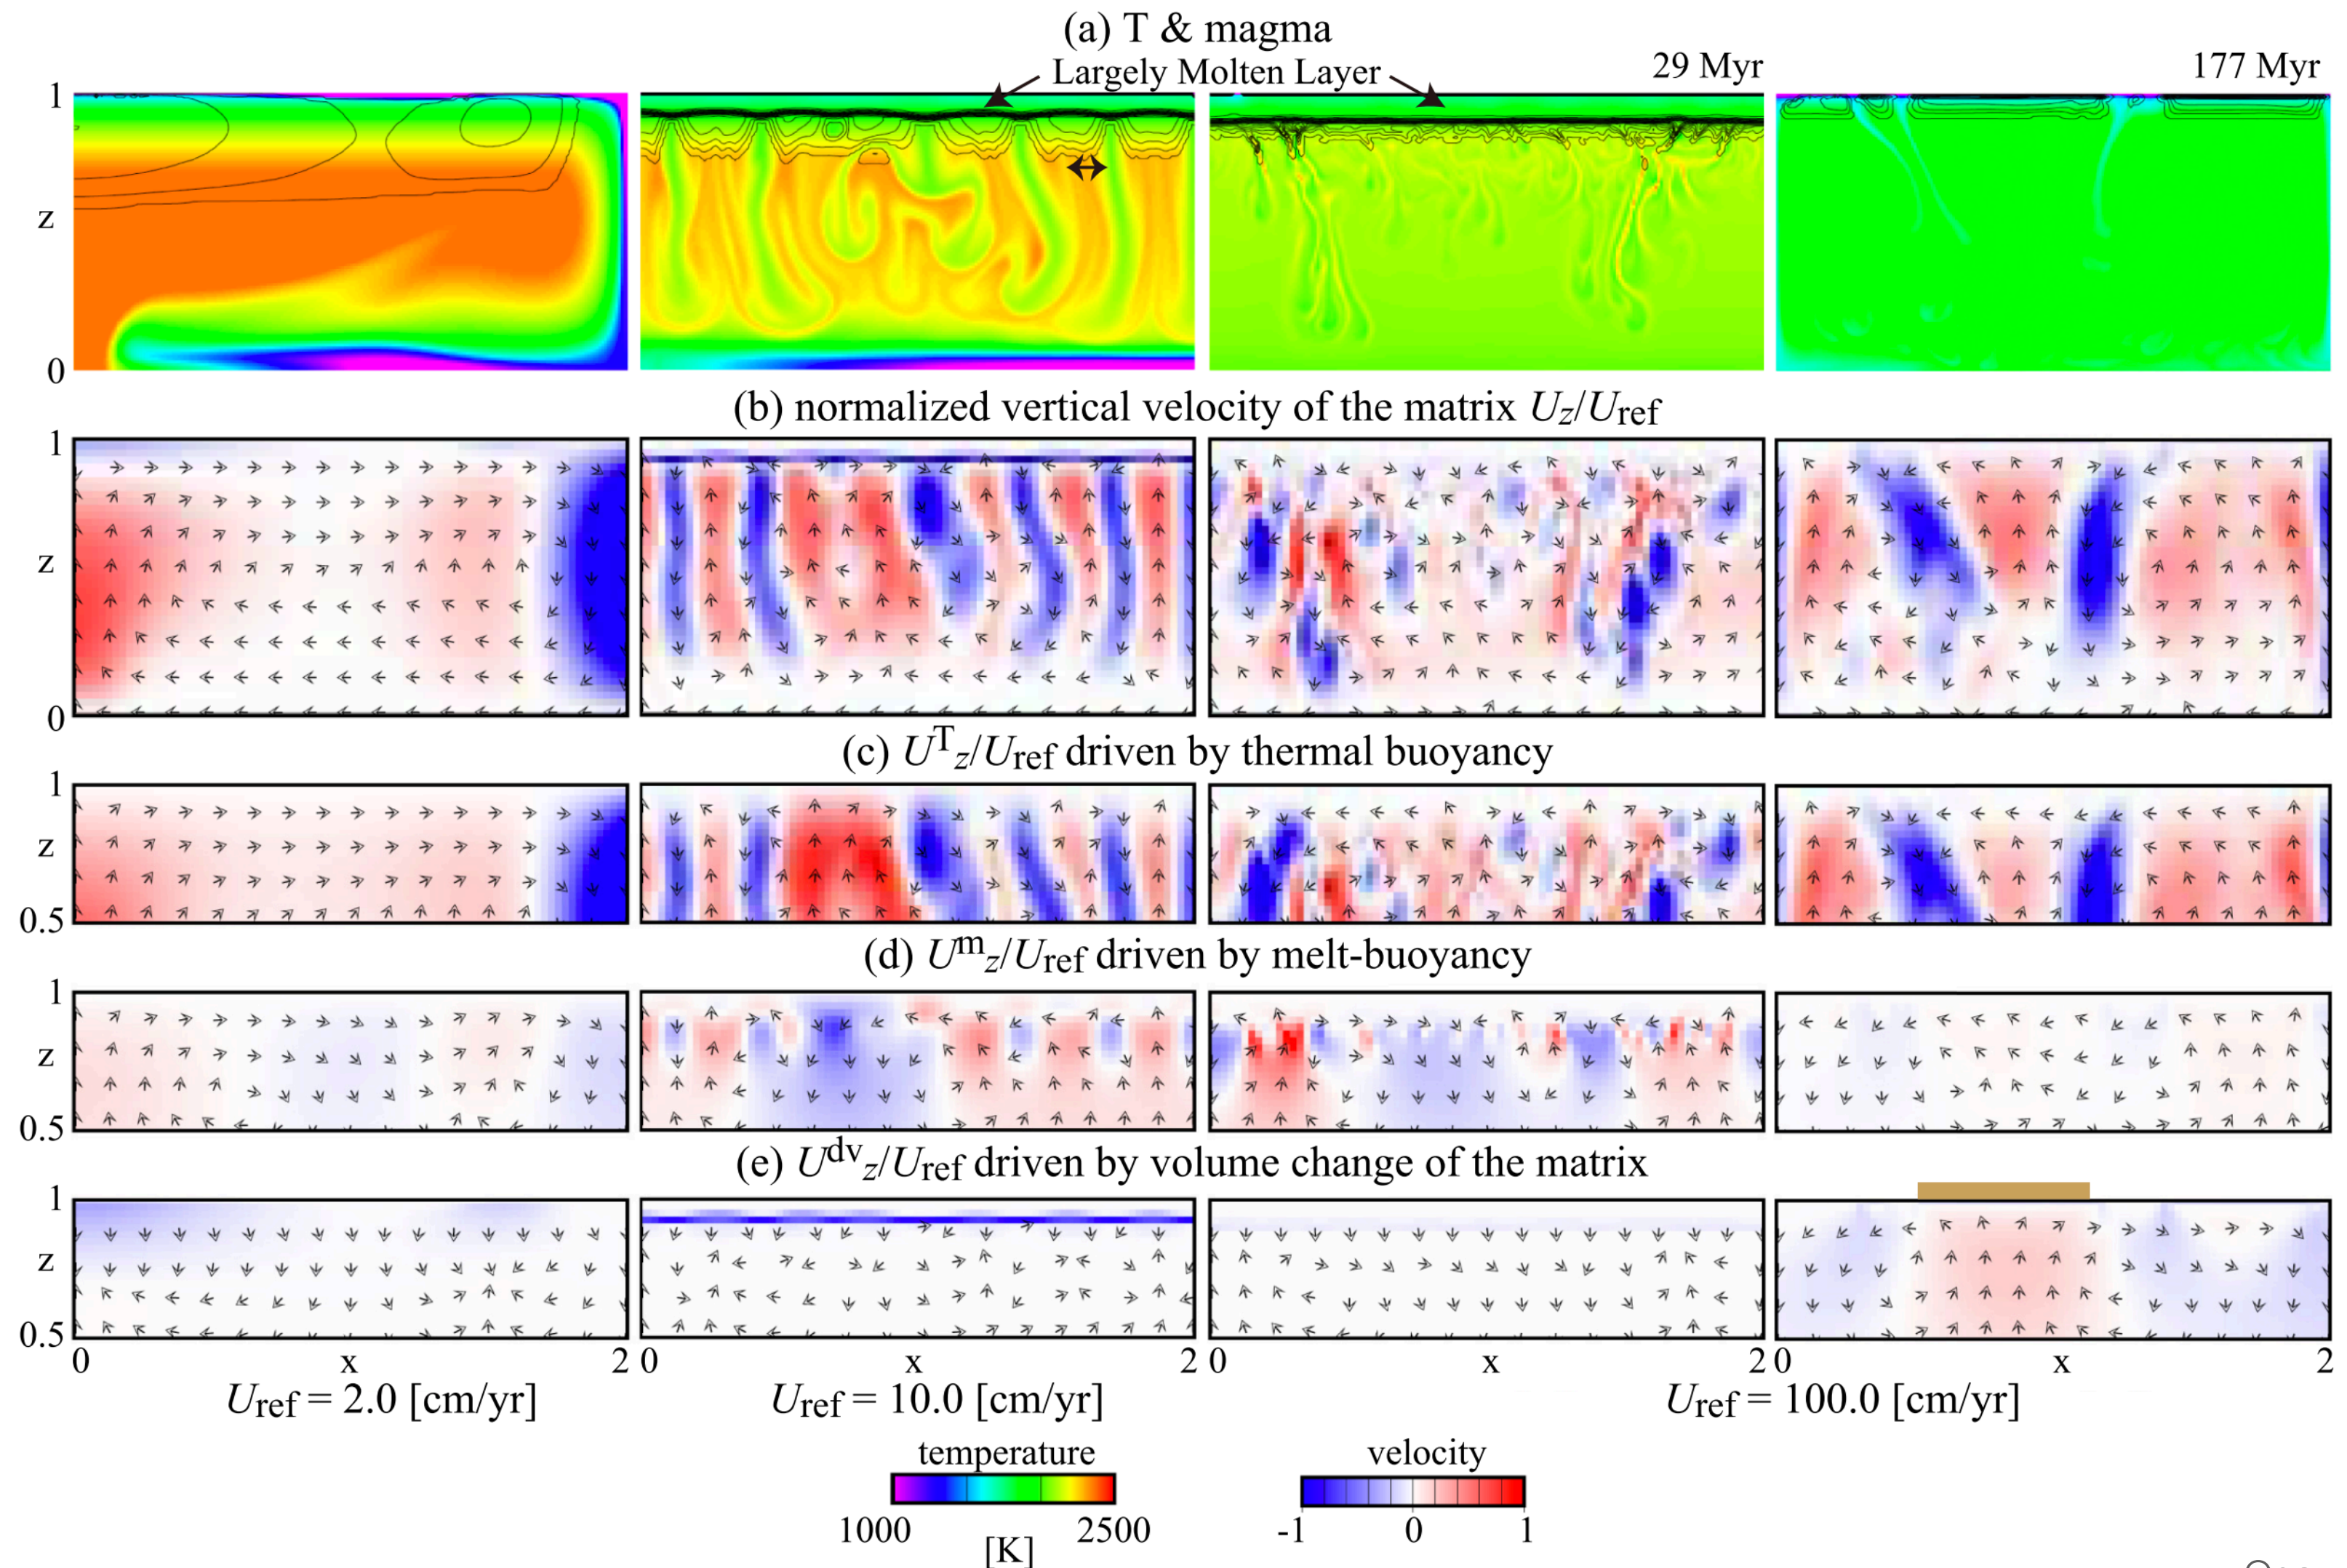 (a) T & magma
Largely Molten Layer
29 Myr
177 Myr
1
z
0
(b) normalized vertical velocity of the matrix Uz/Uref
1
z
0
(c) U^T z/Uref driven by thermal buoyancy
1
z
0.5
(d) U^m z/Uref driven by melt-buoyancy
1
z
0.5
(e) U^dv z/Uref driven by volume change of the matrix
1
z
0.5
0 x 2 0 x 2 0 x 2 0 x 2
Uref = 2.0 [cm/yr]
Uref = 10.0 [cm/yr]
Uref = 100.0 [cm/yr]
temperature
1000 2500
[K]
velocity
-1 0 1